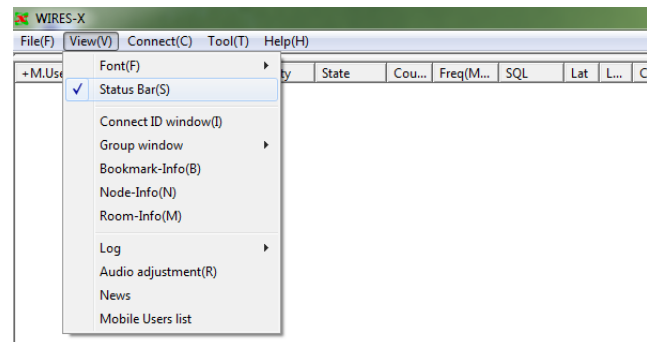 WIRES-X
File(F) View(V) Connect(C) Tool(T) Help(H)
+M.Use ty State Cou... Freq(M... SQL Lat L... C
Font(F)
Status Bar(S)
Connect ID window(I)
Group window
Bookmark-Info(B)
Node-Info(N)
Room-Info(M)
Log
Audio adjustment(R)
News
Mobile Users list